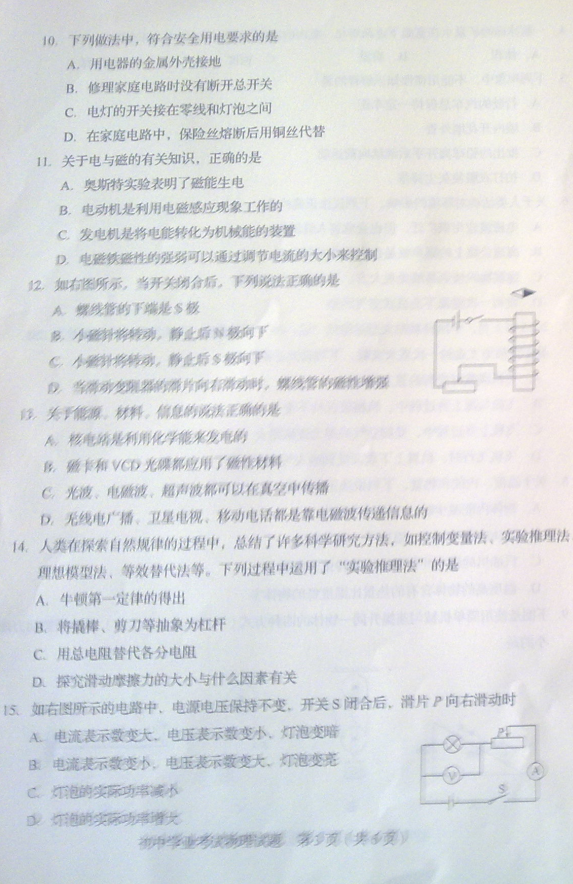 10. 下列做法中，符合安全用电要求的是
A. 用电器的金属外壳接地
B. 修理家庭电路时没有断开总开关
C. 电灯的开关接在零线和灯泡之间
D. 在家庭电路中，保险丝熔断后用铜丝代替
11. 关于电与磁的有关知识，正确的是
A. 奥斯特实验表明了磁能生电
B. 电动机是利用电磁感应现象工作的
C. 发电机是将电能转化为机械能的装置
D. 电磁铁磁性的强弱可以通过调节电流的大小来控制
12. 如右图所示，当开关闭合后，下列说法正确的是
A. 螺线管的下端是 S 极
B. 小磁针将转动，静止后 N 极向下
C. 小磁针将转动，静止后 S 极向下
D. 当滑动变阻器的滑片向右滑动时，螺线管的磁性增强
13. 关于能源、材料、信息的说法正确的是
A. 核电站是利用化学能来发电的
B. 磁卡和 VCD 光碟都应用了磁性材料
C. 光波、电磁波、超声波都可以在真空中传播
D. 无线电广播、卫星电视、移动电话都是靠电磁波传递信息的
14. 人类在探索自然规律的过程中，总结了许多科学研究方法，如控制变量法、实验推理法
理想模型法、等效替代法等。下列过程中运用了“实验推理法”的是
A. 牛顿第一定律的得出
B. 将撬棒、剪刀等抽象为杠杆
C. 用总电阻替代各分电阻
D. 探究滑动摩擦力的大小与什么因素有关
15. 如右图所示的电路中，电源电压保持不变，开关 S 闭合后，滑片 P 向右滑动时
A. 电流表示数变大、电压表示数变小、灯泡变暗
B. 电流表示数变小、电压表示数变大、灯泡变亮
C. 灯泡的实际功率减小
D. 灯泡的实际功率增大
P
V
A
S
初中学业考试物理试题 第 3 页（共 6 页）